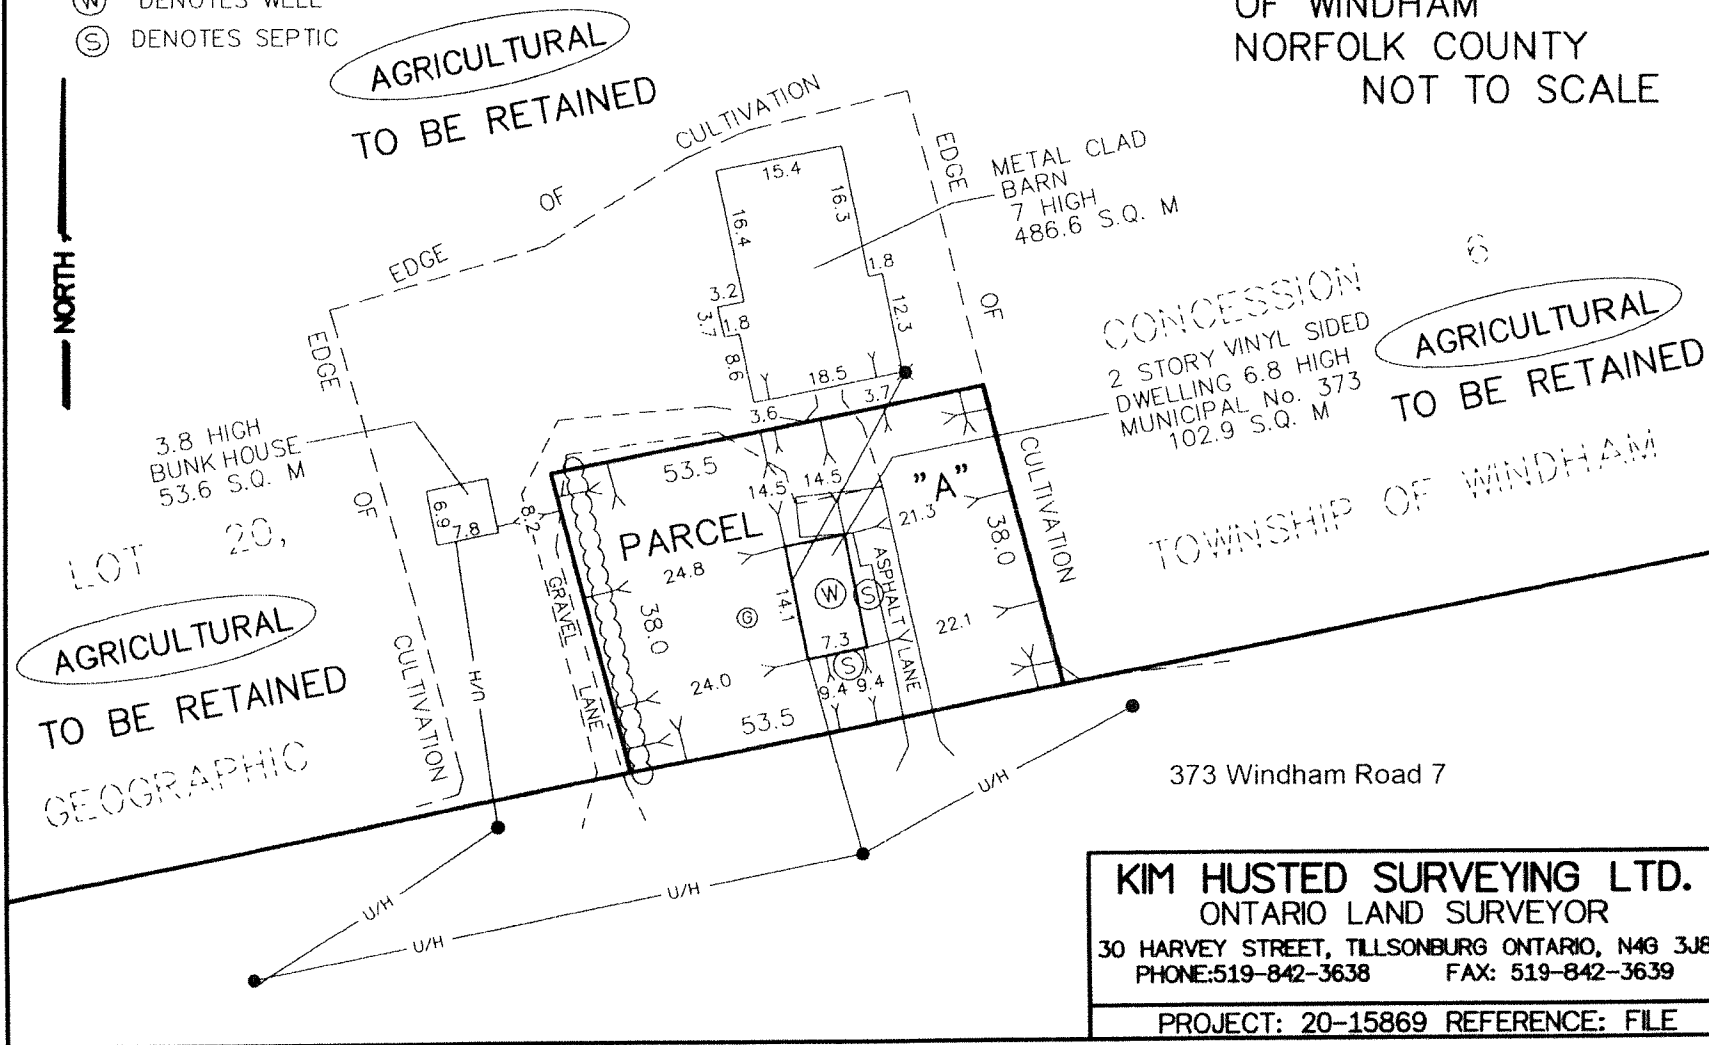 W DENOTES WELL
S DENOTES SEPTIC
OF WINDHAM
NORFOLK COUNTY
NOT TO SCALE
NORTH
AGRICULTURAL
TO BE RETAINED
EDGE OF CULTIVATION
EDGE OF CULTIVATION
METAL CLAD
BARN
7 HIGH
486.6 S.Q. M
15.4
16.4
16.3
3.2
1.8
3.7
1.8
12.3
8.6
18.5
3.6
3.7
CONCESSION 6
2 STORY VINYL SIDED
DWELLING 6.8 HIGH
MUNICIPAL No. 373
102.9 S.Q. M
AGRICULTURAL
TO BE RETAINED
TOWNSHIP OF WINDHAM
EDGE OF CULTIVATION
3.8 HIGH
BUNK HOUSE
53.6 S.Q. M
6.9
7.8
8.2
LOT 20,
AGRICULTURAL
TO BE RETAINED
GEOGRAPHIC
H/U
GRAVEL LANE
53.5
PARCEL "A"
14.5
14.5
21.3
24.8
38.0
38.0
G
14.1
W
S
ASPHALT LANE
7.3
22.1
S
24.0
9.4
9.4
53.5
U/H
U/H
U/H
U/H
373 Windham Road 7
KIM HUSTED SURVEYING LTD.
ONTARIO LAND SURVEYOR
30 HARVEY STREET, TILLSONBURG ONTARIO, N4G 3J8
PHONE:519-842-3638 FAX: 519-842-3639
PROJECT: 20-15869 REFERENCE: FILE